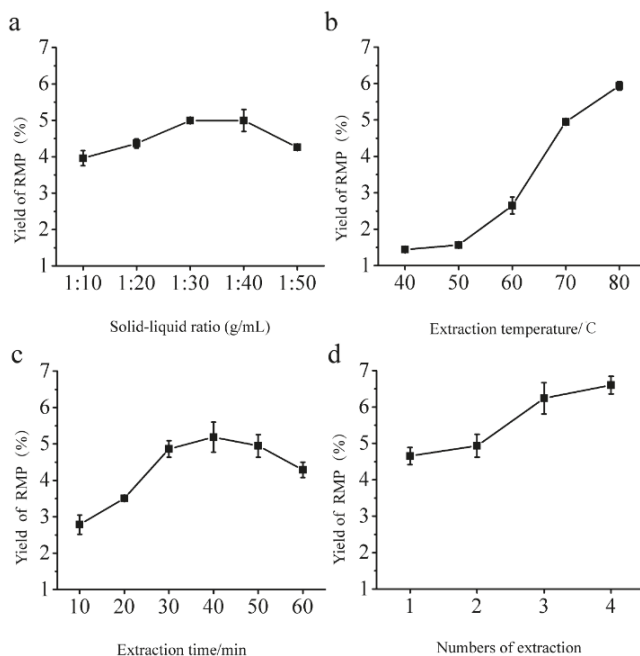 a
7
6
5
4
3
2
1
Yield of RMP (%)
1:10 1:20 1:30 1:40 1:50
Solid-liquid ratio (g/mL)
b
7
6
5
4
3
2
1
Yield of RMP (%)
40 50 60 70 80
Extraction temperature/ C
c
7
6
5
4
3
2
1
Yield of RMP (%)
10 20 30 40 50 60
Extraction time/min
d
7
6
5
4
3
2
1
Yield of RMP (%)
1 2 3 4
Numbers of extraction